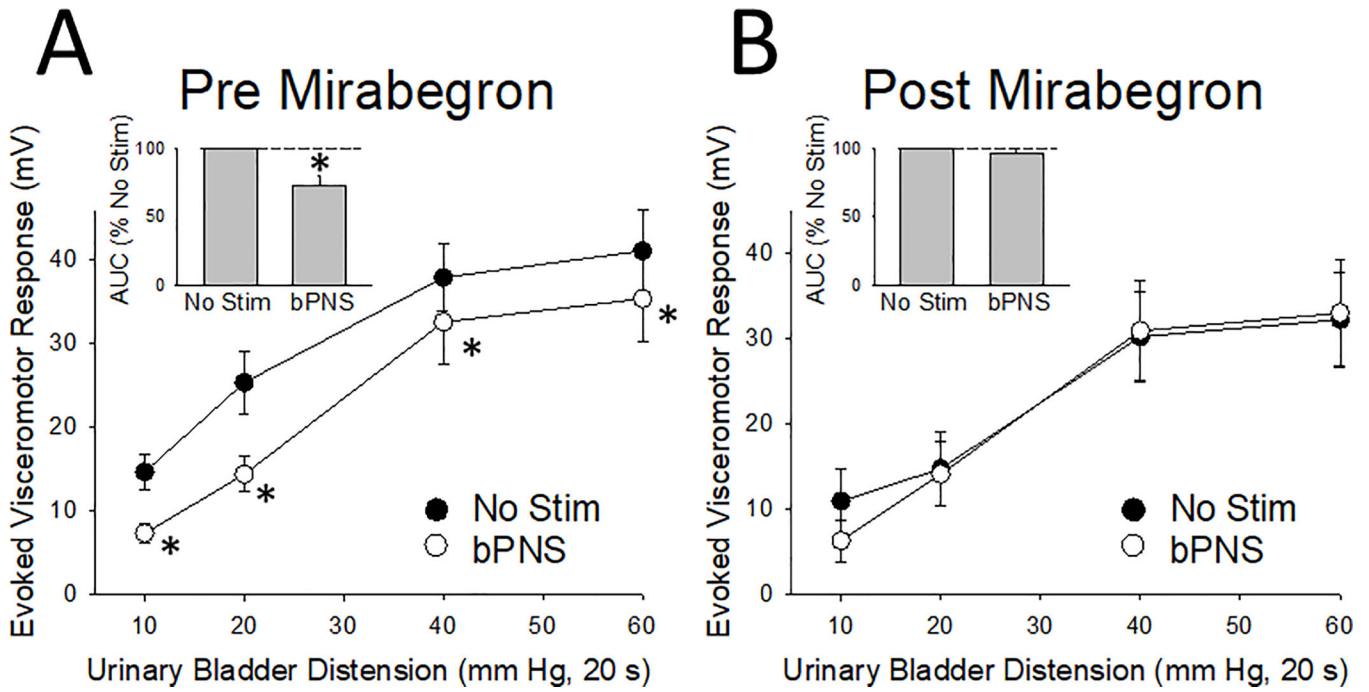 A
Pre Mirabegron
Evoked Visceromotor Response (mV)
40
30
20
10
0
AUC (% No Stim)
100
50
0
*
No Stim
bPNS
*
*
*
*
No Stim
bPNS
10 20 30 40 50 60
Urinary Bladder Distension (mm Hg, 20 s)
B
Post Mirabegron
Evoked Visceromotor Response (mV)
40
30
20
10
0
AUC (% No Stim)
100
50
0
No Stim
bPNS
No Stim
bPNS
10 20 30 40 50 60
Urinary Bladder Distension (mm Hg, 20 s)